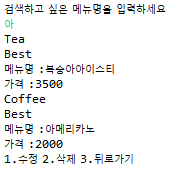 검색하고 싶은 메뉴명을 입력하세요
아
Tea
Best
메뉴명 :복숭아아이스티
가격 :3500
Coffee
Best
메뉴명 :아메리카노
가격 :2000
1.수정 2.삭제 3.뒤로가기